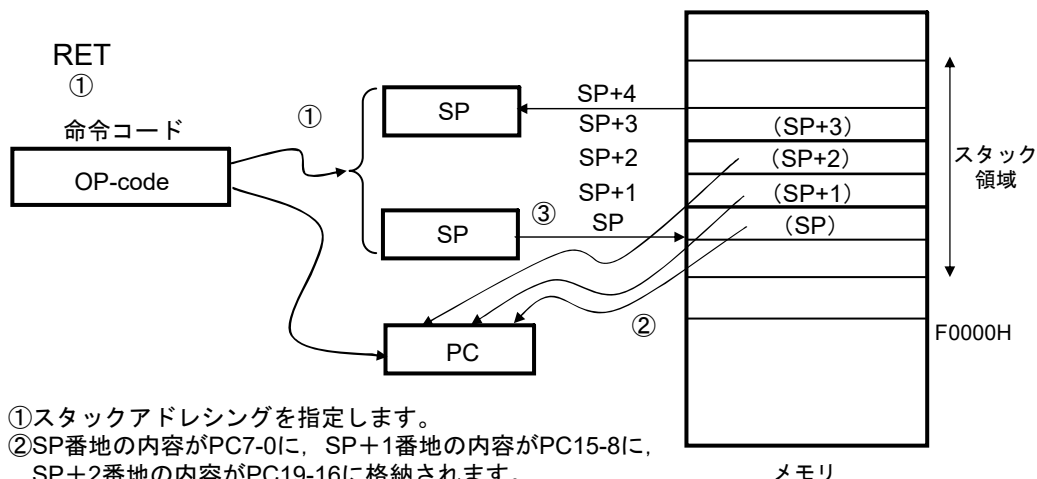 RET
①
命令コード
OP-code
①
SP
SP
PC
SP+4
SP+3
SP+2
SP+1
③ SP
②
（SP+3）
（SP+2）
（SP+1）
（SP）
スタック
領域
F0000H
メモリ
①スタックアドレシングを指定します。
②SP番地の内容がPC7-0に，SP＋1番地の内容がPC15-8に，
SP＋2番地の内容がPC19-16に格納されます。